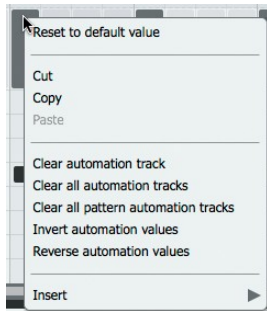 Reset to default value
Cut
Copy
Paste
Clear automation track
Clear all automation tracks
Clear all pattern automation tracks
Invert automation values
Reverse automation values
Insert